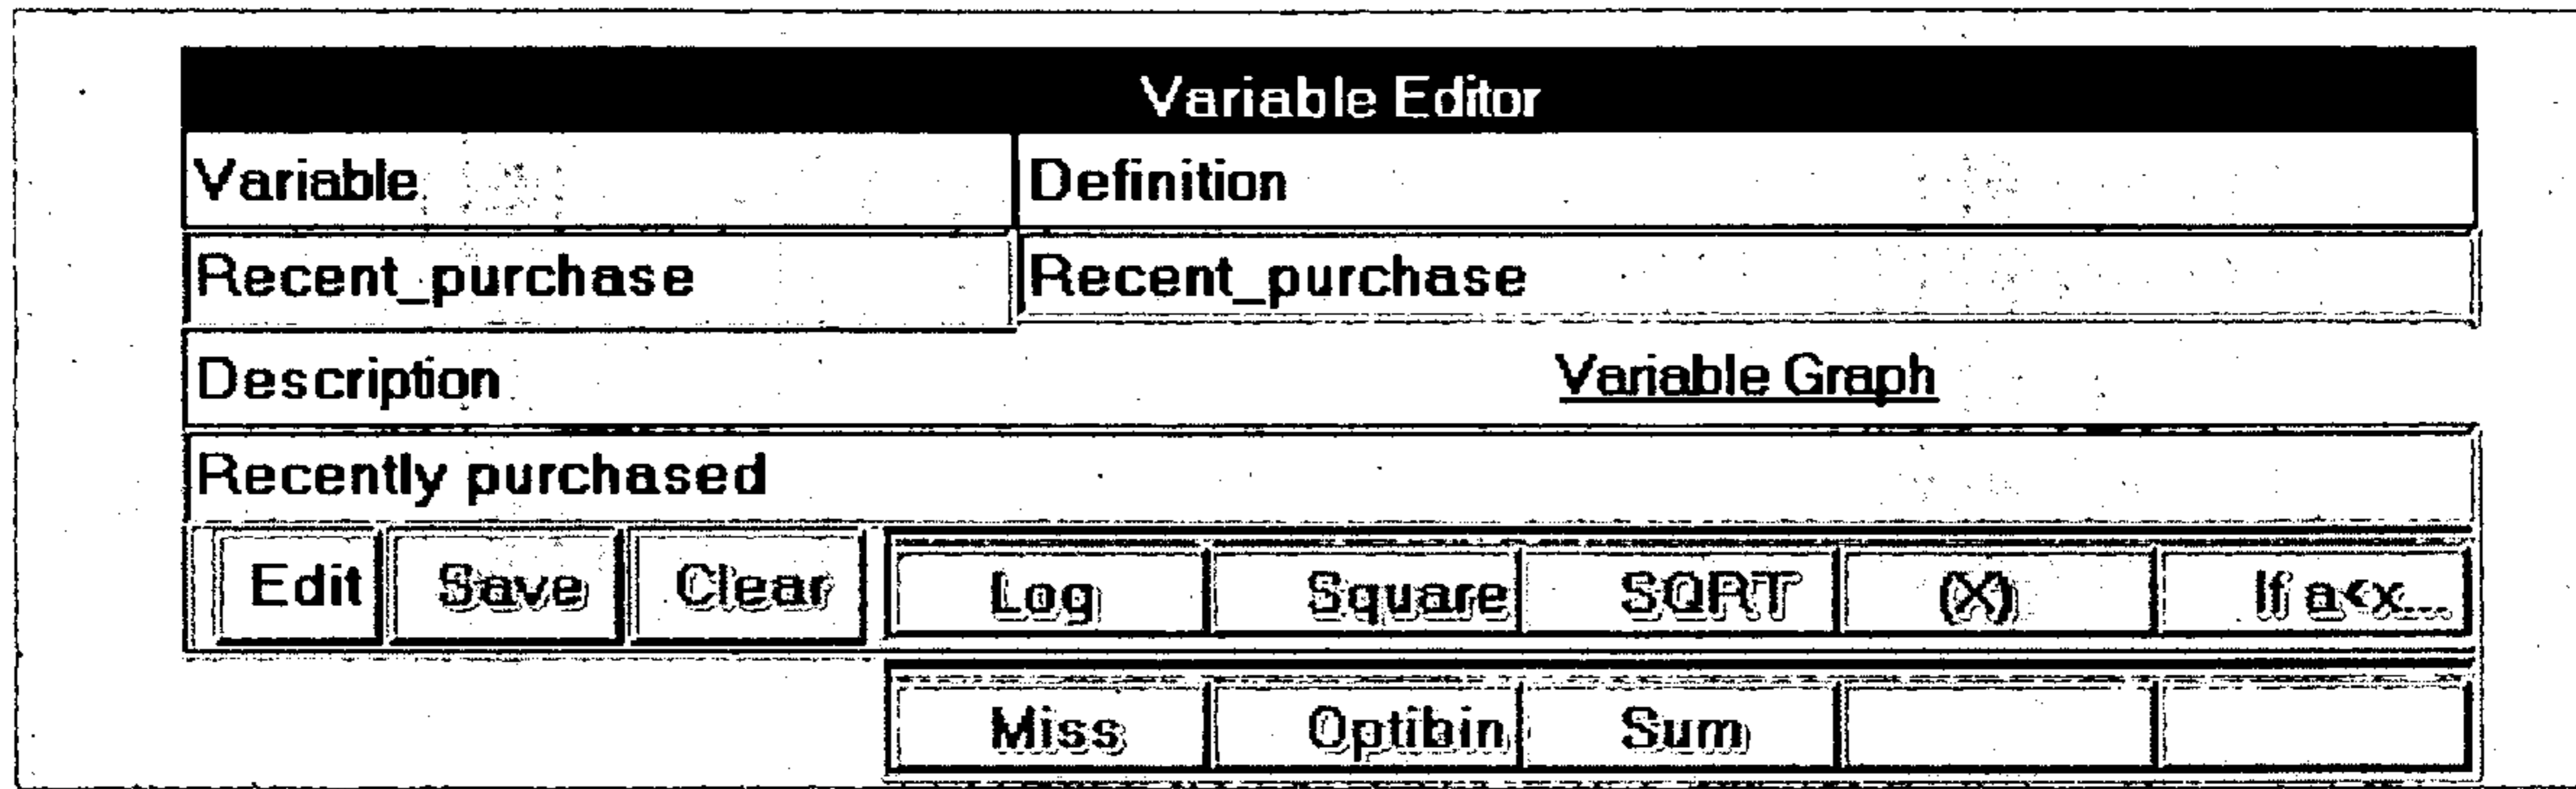 Variable Editor
Variable Definition
Recent_purchase Recent_purchase
Description Variable Graph
Recently purchased
Edit Save Clear Log Square SQRT (X) If a<x...
Miss Optibin Sum